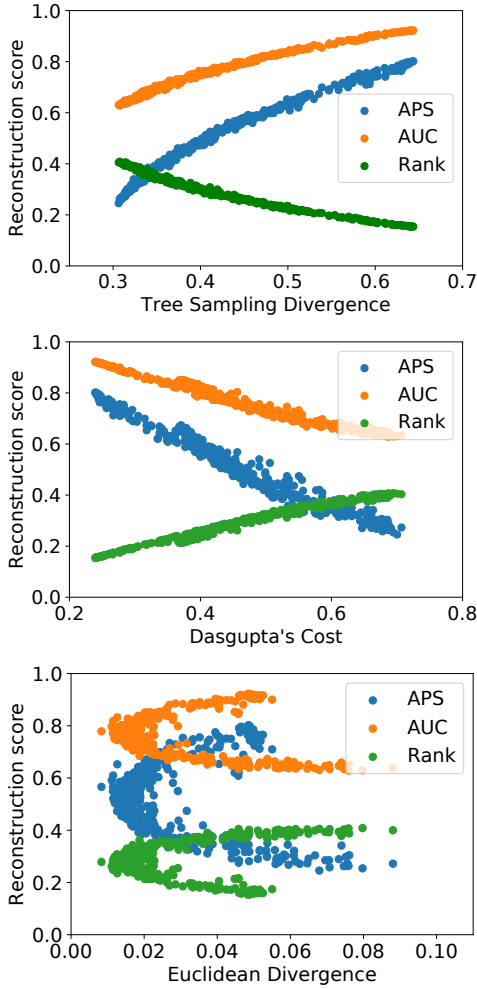 1.0
0.8
0.6
0.4
0.2
0.0
Reconstruction score
APS
AUC
Rank
0.3 0.4 0.5 0.6 0.7
Tree Sampling Divergence
1.0
0.8
0.6
0.4
0.2
0.0
Reconstruction score
APS
AUC
Rank
0.2 0.4 0.6 0.8
Dasgupta's Cost
1.0
0.8
0.6
0.4
0.2
0.0
Reconstruction score
APS
AUC
Rank
0.00 0.02 0.04 0.06 0.08 0.10
Euclidean Divergence